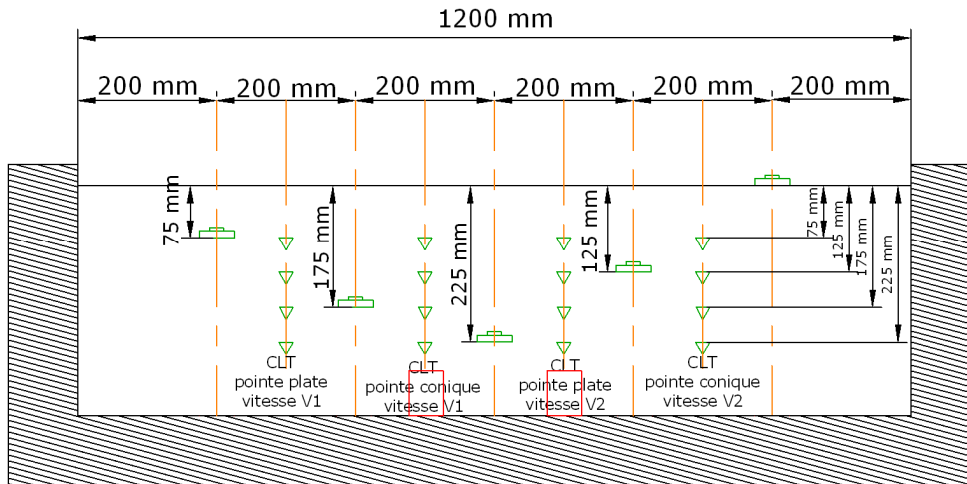 1200 mm
200 mm
200 mm
200 mm
200 mm
200 mm
200 mm
75 mm
175 mm
225 mm
125 mm
75 mm
125 mm
175 mm
225 mm
CLT
pointe plate
vitesse V1
CLT
pointe conique
vitesse V1
CLT
pointe plate
vitesse V2
CLT
pointe conique
vitesse V2